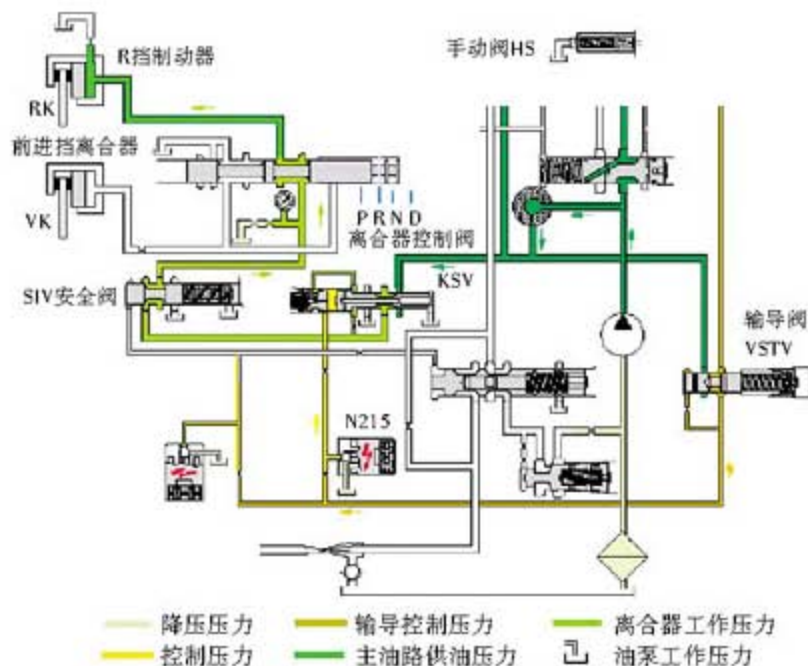 R挡制动器
手动阀HS
RK
前进挡离合器
P R N D
VK
离合器控制阀
KSV
SIV安全阀
输导阀
VSTV
N215
降压压力
输导控制压力
离合器工作压力
控制压力
主油路供油压力
油泵工作压力